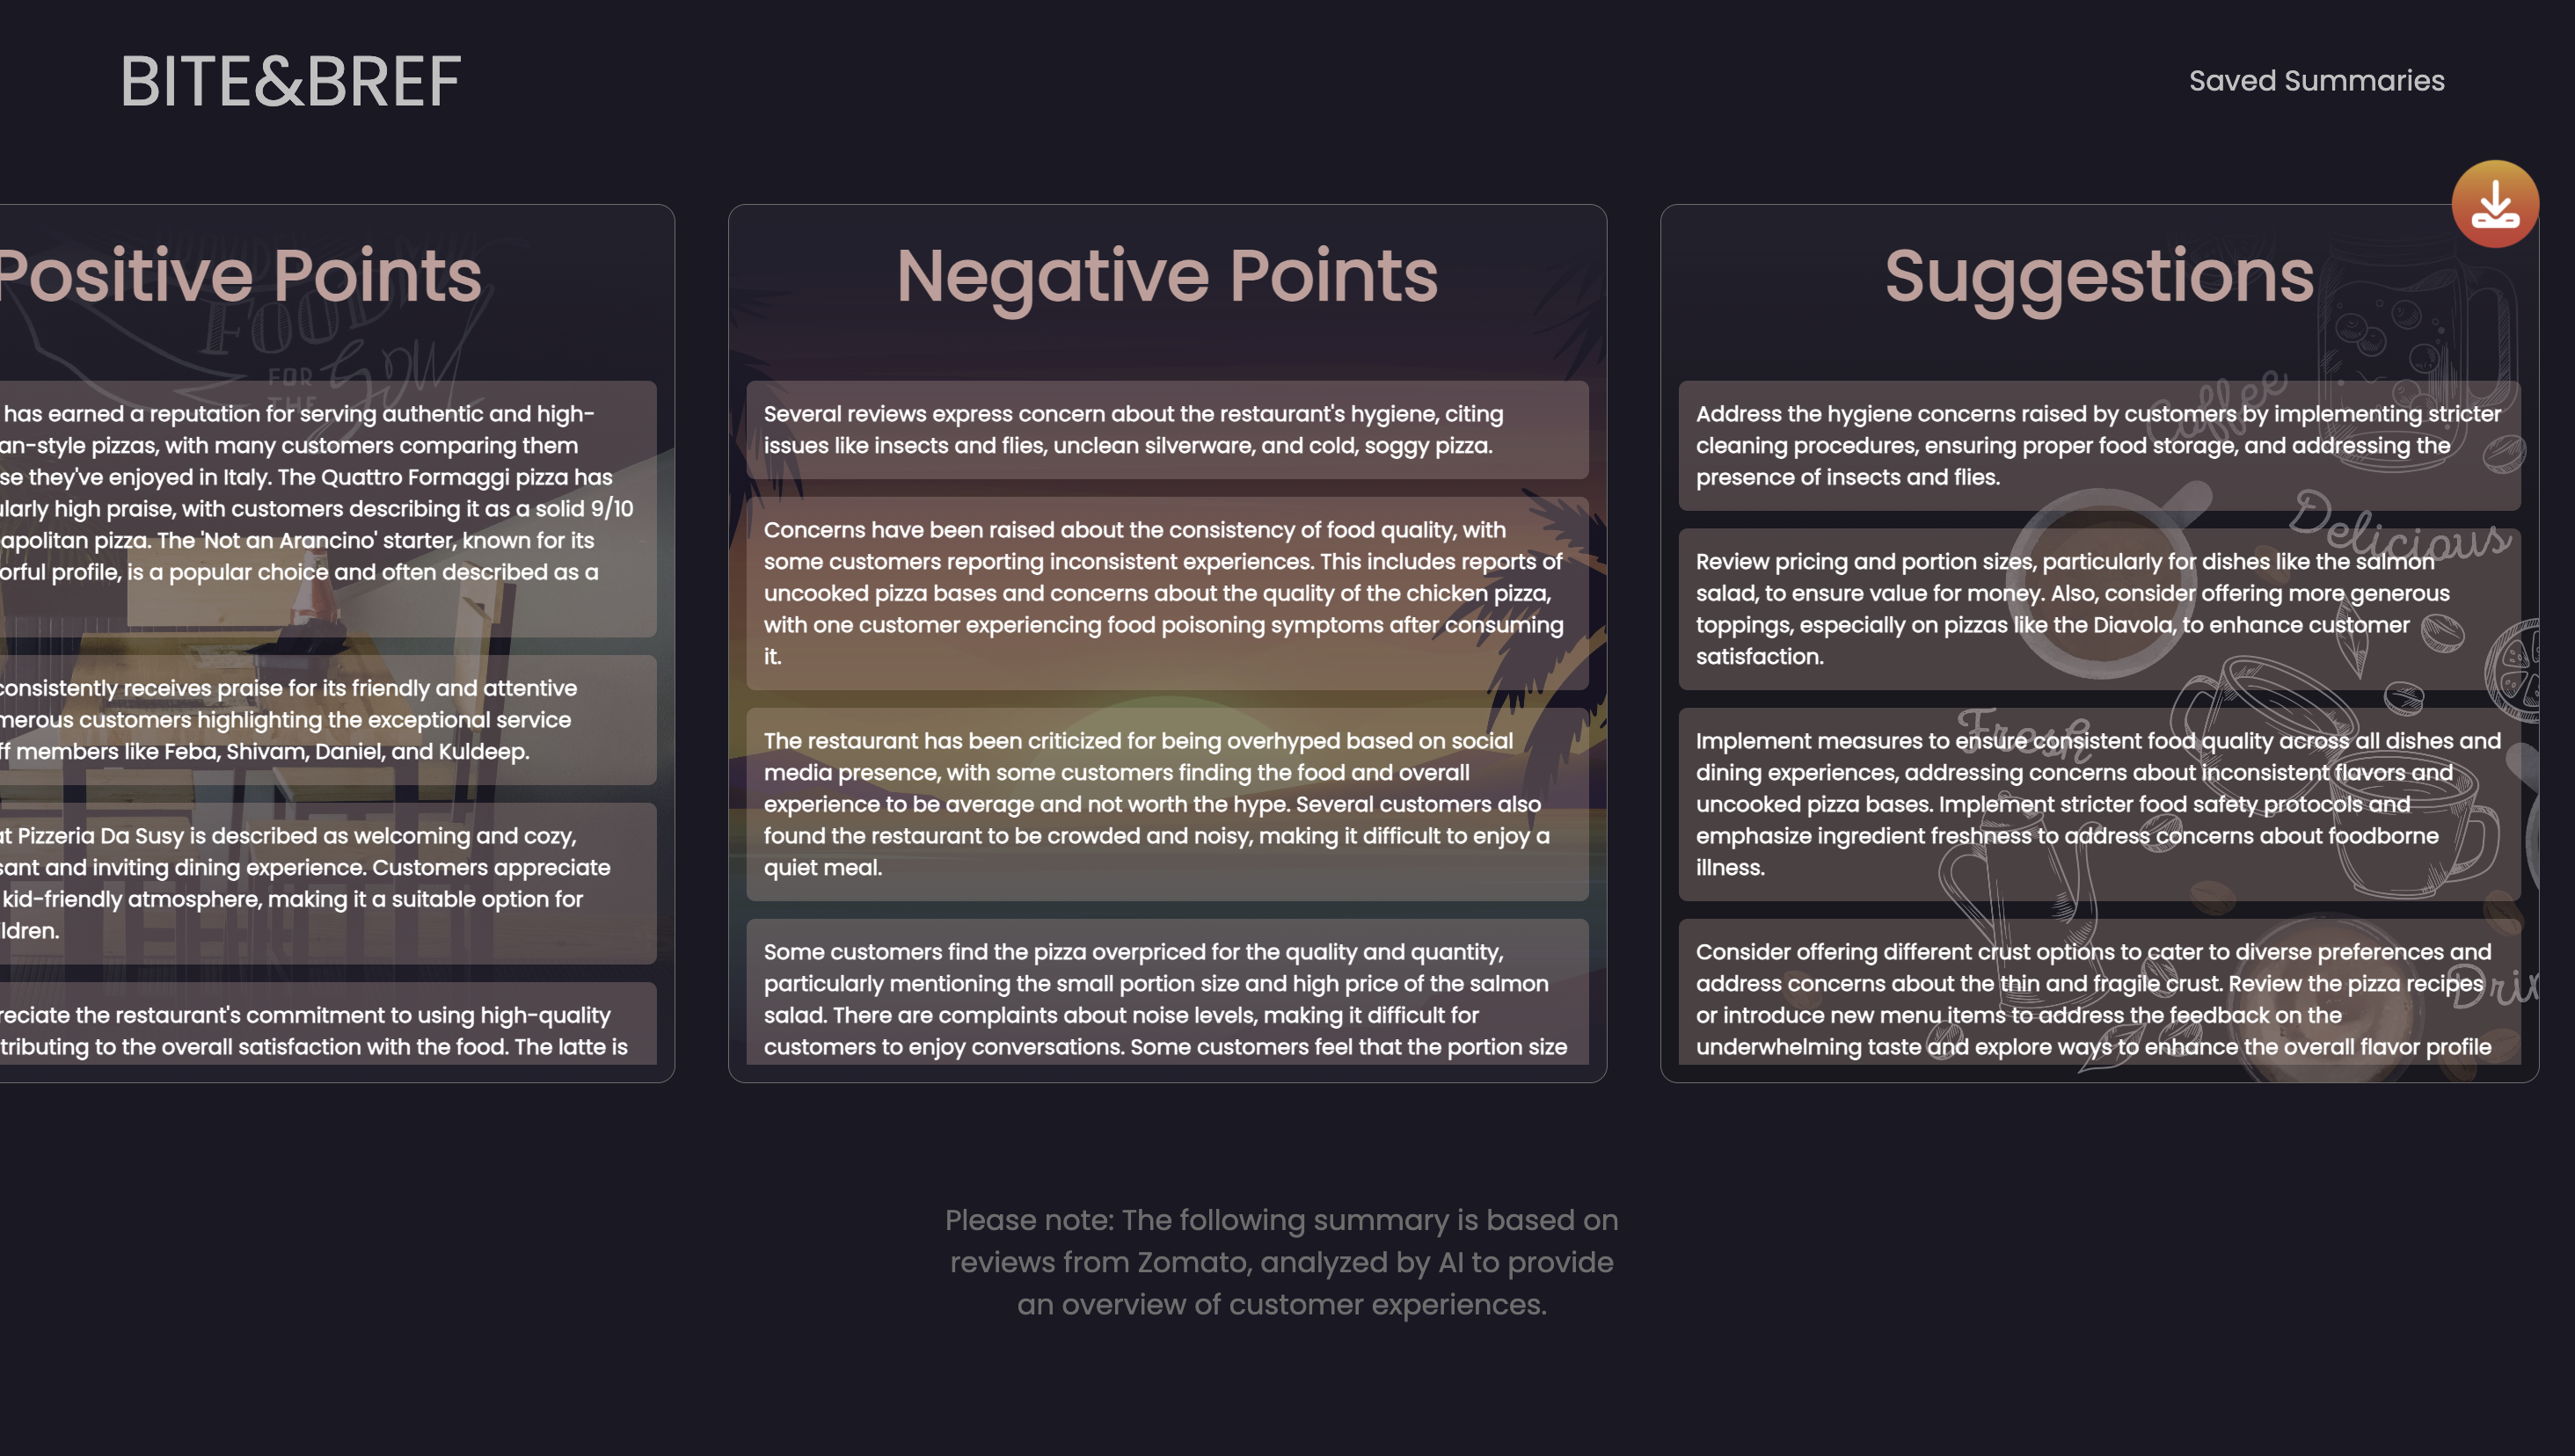 BITE&BREF
Saved Summaries
Positive Points
FOOD
FOR
THE
Soul
has earned a reputation for serving authentic and high-
an-style pizzas, with many customers comparing them
se they've enjoyed in Italy. The Quattro Formaggi pizza has
ularly high praise, with customers describing it as a solid 9/10
apolitan pizza. The 'Not an Arancino' starter, known for its
orful profile, is a popular choice and often described as a
consistently receives praise for its friendly and attentive
merous customers highlighting the exceptional service
ff members like Feba, Shivam, Daniel, and Kuldeep.
at Pizzeria Da Susy is described as welcoming and cozy,
sant and inviting dining experience. Customers appreciate
kid-friendly atmosphere, making it a suitable option for
ldren.
reciate the restaurant's commitment to using high-quality
tributing to the overall satisfaction with the food. The latte is
Negative Points
Several reviews express concern about the restaurant's hygiene, citing
issues like insects and flies, unclean silverware, and cold, soggy pizza.
Concerns have been raised about the consistency of food quality, with
some customers reporting inconsistent experiences. This includes reports of
uncooked pizza bases and concerns about the quality of the chicken pizza,
with one customer experiencing food poisoning symptoms after consuming
it.
The restaurant has been criticized for being overhyped based on social
media presence, with some customers finding the food and overall
experience to be average and not worth the hype. Several customers also
found the restaurant to be crowded and noisy, making it difficult to enjoy a
quiet meal.
Some customers find the pizza overpriced for the quality and quantity,
particularly mentioning the small portion size and high price of the salmon
salad. There are complaints about noise levels, making it difficult for
customers to enjoy conversations. Some customers feel that the portion size
Suggestions
Coffee
Delicious
Fresh
Drin
Address the hygiene concerns raised by customers by implementing stricter
cleaning procedures, ensuring proper food storage, and addressing the
presence of insects and flies.
Review pricing and portion sizes, particularly for dishes like the salmon
salad, to ensure value for money. Also, consider offering more generous
toppings, especially on pizzas like the Diavola, to enhance customer
satisfaction.
Implement measures to ensure consistent food quality across all dishes and
dining experiences, addressing concerns about inconsistent flavors and
uncooked pizza bases. Implement stricter food safety protocols and
emphasize ingredient freshness to address concerns about foodborne
illness.
Consider offering different crust options to cater to diverse preferences and
address concerns about the thin and fragile crust. Review the pizza recipes
or introduce new menu items to address the feedback on the
underwhelming taste and explore ways to enhance the overall flavor profile
Please note: The following summary is based on
reviews from Zomato, analyzed by AI to provide
an overview of customer experiences.